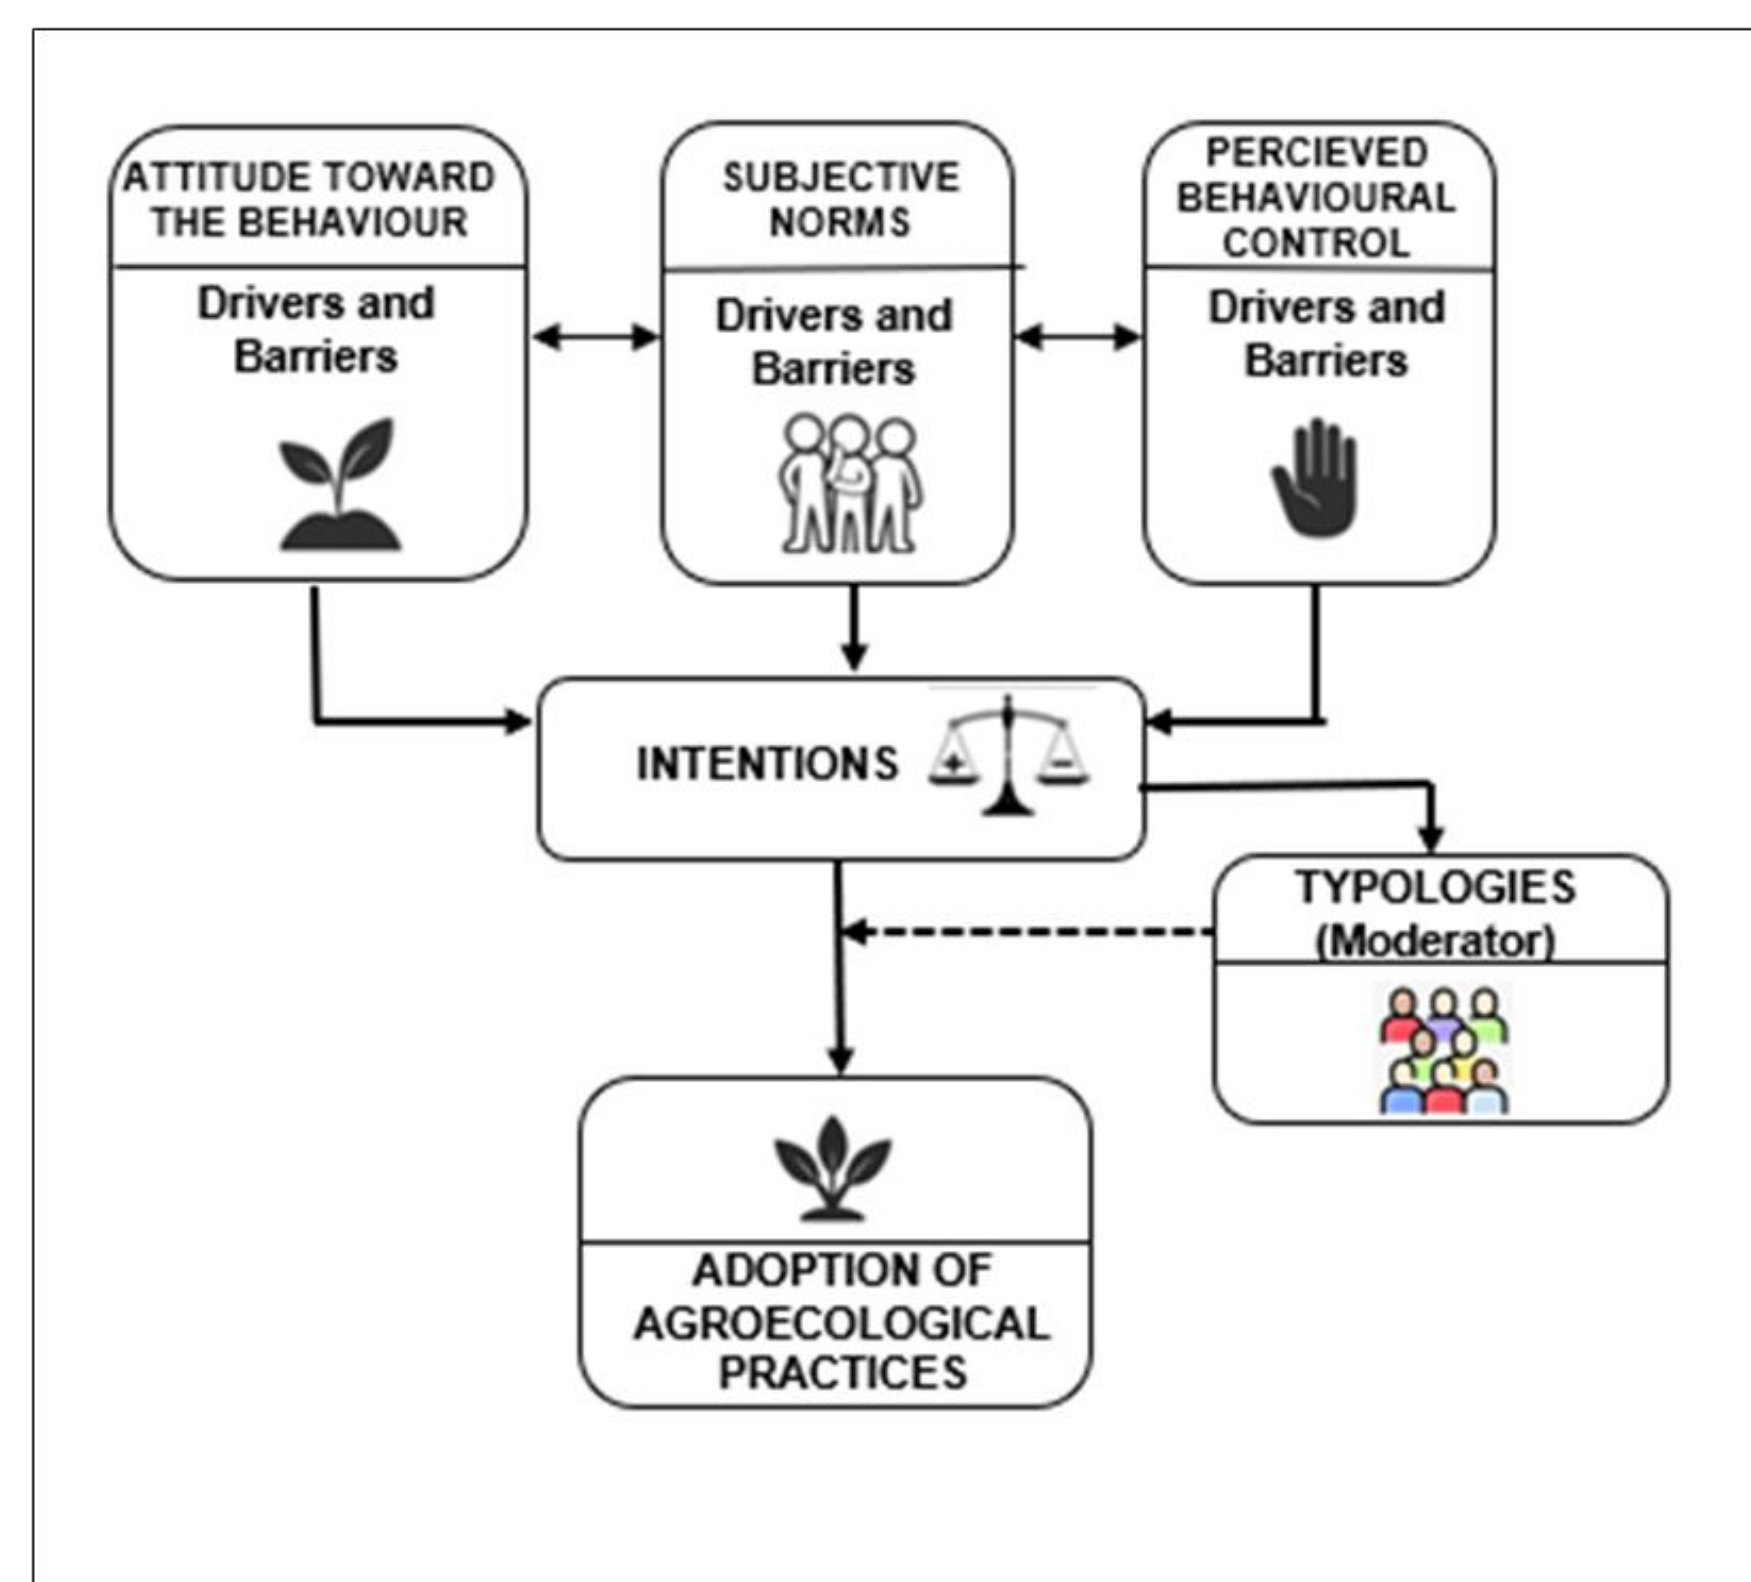 ATTITUDE TOWARD
THE BEHAVIOUR
Drivers and
Barriers
SUBJECTIVE
NORMS
Drivers and
Barriers
PERCIEVED
BEHAVIOURAL
CONTROL
Drivers and
Barriers
INTENTIONS
+ −
TYPOLOGIES
(Moderator)
ADOPTION OF
AGROECOLOGICAL
PRACTICES